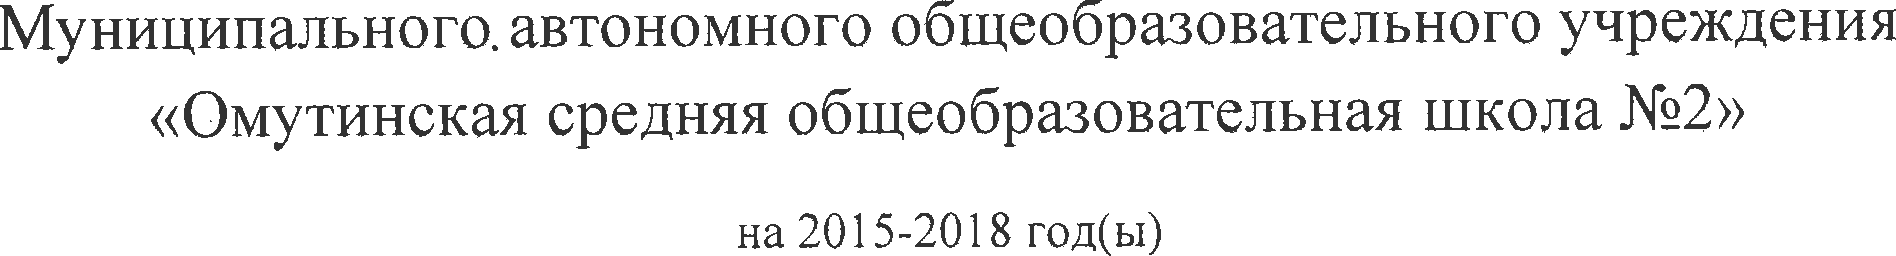 Муниципального автономного общеобразовательного учреждения
«Омутинская средняя общеобразовательная школа №2»
на 2015-2018 год(ы)